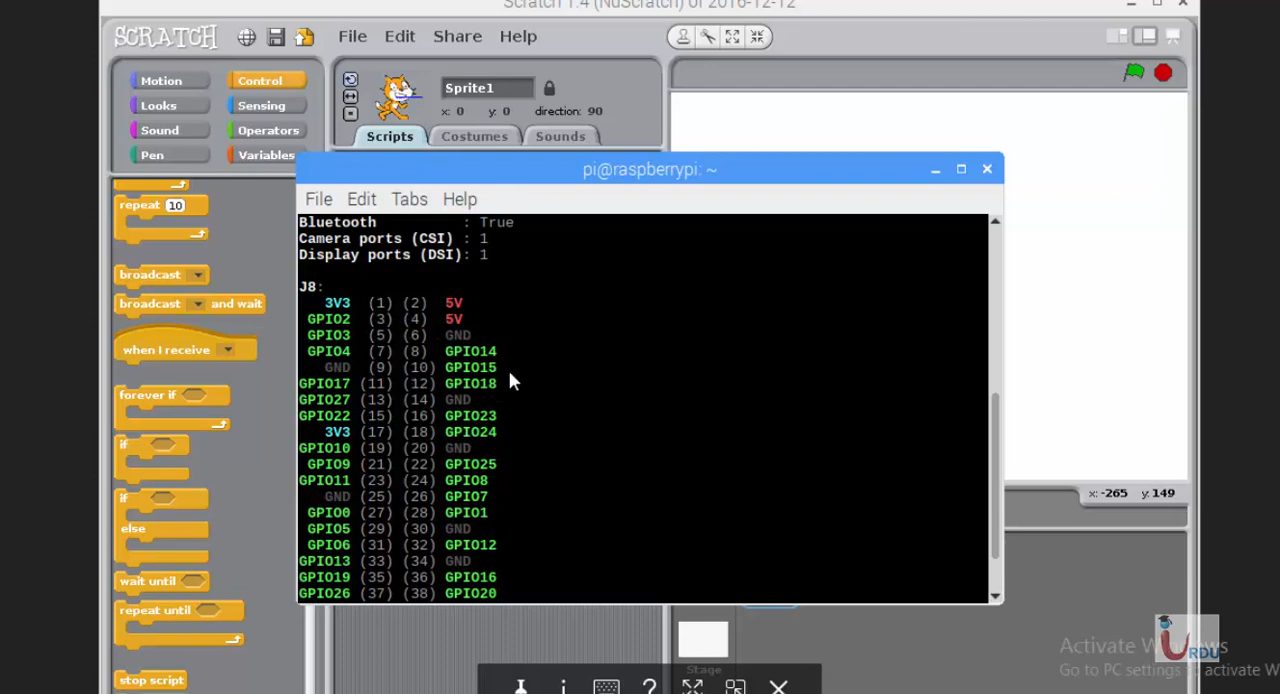 Scratch 1.4 (NuScratch) of 2016-12-12
SCRATCH File Edit Share Help
Motion Control
Looks Sensing
Sound Operators
Pen Variables
Sprite1
x: 0 y: 0 direction: 90
Scripts Costumes Sounds
repeat 10
broadcast
broadcast and wait
when I receive
forever if
if
if
else
wait until
repeat until
stop script
pi@raspberrypi: ~
File Edit Tabs Help
Bluetooth : True
Camera ports (CSI) : 1
Display ports (DSI): 1
J8:
3V3 (1) (2) 5V
GPIO2 (3) (4) 5V
GPIO3 (5) (6) GND
GPIO4 (7) (8) GPIO14
GND (9) (10) GPIO15
GPIO17 (11) (12) GPIO18
GPIO27 (13) (14) GND
GPIO22 (15) (16) GPIO23
3V3 (17) (18) GPIO24
GPIO10 (19) (20) GND
GPIO9 (21) (22) GPIO25
GPIO11 (23) (24) GPIO8
GND (25) (26) GPIO7
GPIO0 (27) (28) GPIO1
GPIO5 (29) (30) GND
GPIO6 (31) (32) GPIO12
GPIO13 (33) (34) GND
GPIO19 (35) (36) GPIO16
GPIO26 (37) (38) GPIO20
x: -265 y: 149
Stage
Activate Windows
Go to PC settings to activate W
URDU